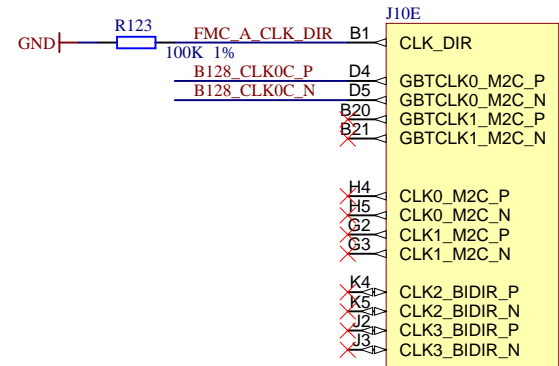 J10E
R123
GND
FMC_A_CLK_DIR B1 CLK_DIR
100K 1%
B128_CLK0C_P D4 GBTCLK0_M2C_P
B128_CLK0C_N D5 GBTCLK0_M2C_N
B20 GBTCLK1_M2C_P
B21 GBTCLK1_M2C_N
H4 CLK0_M2C_P
H5 CLK0_M2C_N
G2 CLK1_M2C_P
G3 CLK1_M2C_N
K4 CLK2_BIDIR_P
K5 CLK2_BIDIR_N
J2 CLK3_BIDIR_P
J3 CLK3_BIDIR_N